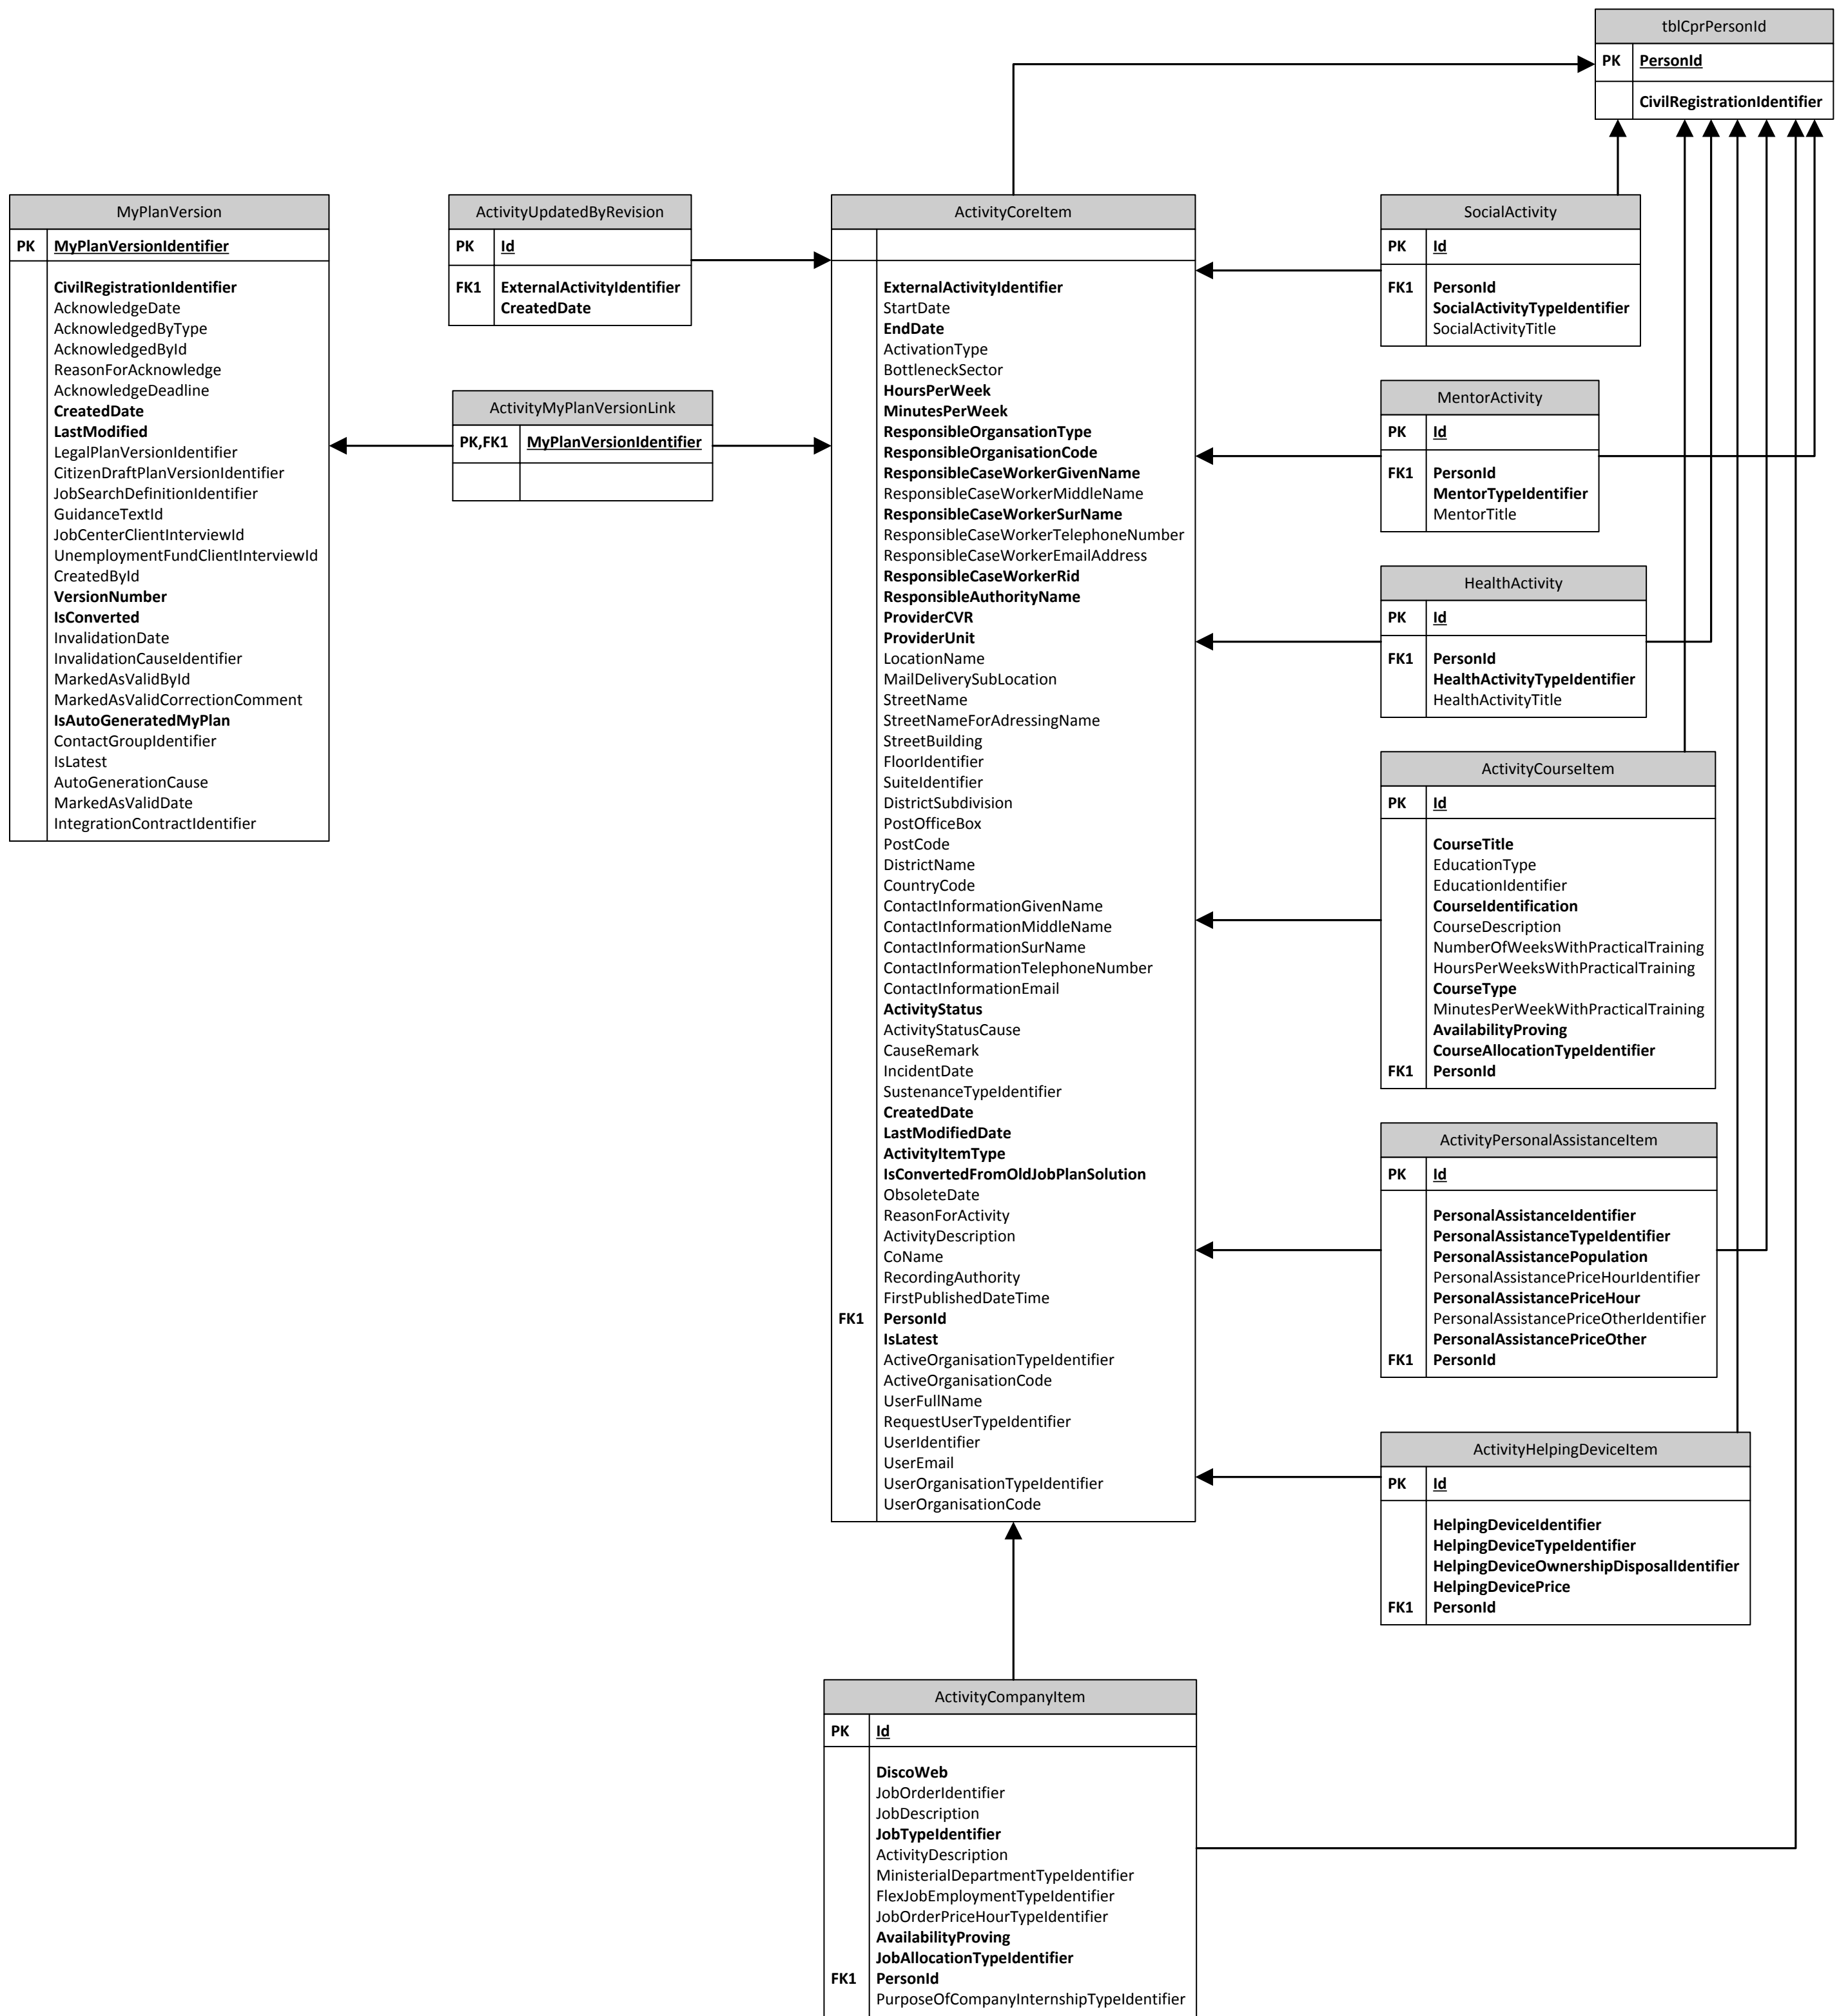 tblCprPersonId
PK PersonId
CivilRegistrationIdentifier
MyPlanVersion
PK MyPlanVersionIdentifier
CivilRegistrationIdentifier
AcknowledgeDate
AcknowledgedByType
AcknowledgedById
ReasonForAcknowledge
AcknowledgeDeadline
CreatedDate
LastModified
LegalPlanVersionIdentifier
CitizenDraftPlanVersionIdentifier
JobSearchDefinitionIdentifier
GuidanceTextId
JobCenterClientInterviewId
UnemploymentFundClientInterviewId
CreatedById
VersionNumber
IsConverted
InvalidationDate
InvalidationCauseIdentifier
MarkedAsValidById
MarkedAsValidCorrectionComment
IsAutoGeneratedMyPlan
ContactGroupIdentifier
IsLatest
AutoGenerationCause
MarkedAsValidDate
IntegrationContractIdentifier
ActivityUpdatedByRevision
PK Id
FK1 ExternalActivityIdentifier
CreatedDate
ActivityMyPlanVersionLink
PK,FK1 MyPlanVersionIdentifier
ActivityCoreItem
ExternalActivityIdentifier
StartDate
EndDate
ActivationType
BottleneckSector
HoursPerWeek
MinutesPerWeek
ResponsibleOrgansationType
ResponsibleOrganisationCode
ResponsibleCaseWorkerGivenName
ResponsibleCaseWorkerMiddleName
ResponsibleCaseWorkerSurName
ResponsibleCaseWorkerTelephoneNumber
ResponsibleCaseWorkerEmailAddress
ResponsibleCaseWorkerRid
ResponsibleAuthorityName
ProviderCVR
ProviderUnit
LocationName
MailDeliverySubLocation
StreetName
StreetNameForAdressingName
StreetBuilding
FloorIdentifier
SuiteIdentifier
DistrictSubdivision
PostOfficeBox
PostCode
DistrictName
CountryCode
ContactInformationGivenName
ContactInformationMiddleName
ContactInformationSurName
ContactInformationTelephoneNumber
ContactInformationEmail
ActivityStatus
ActivityStatusCause
CauseRemark
IncidentDate
SustenanceTypeIdentifier
CreatedDate
LastModifiedDate
ActivityItemType
IsConvertedFromOldJobPlanSolution
ObsoleteDate
ReasonForActivity
ActivityDescription
CoName
RecordingAuthority
FirstPublishedDateTime
FK1 PersonId
IsLatest
ActiveOrganisationTypeIdentifier
ActiveOrganisationCode
UserFullName
RequestUserTypeIdentifier
UserIdentifier
UserEmail
UserOrganisationTypeIdentifier
UserOrganisationCode
SocialActivity
PK Id
FK1 PersonId
SocialActivityTypeIdentifier
SocialActivityTitle
MentorActivity
PK Id
FK1 PersonId
MentorTypeIdentifier
MentorTitle
HealthActivity
PK Id
FK1 PersonId
HealthActivityTypeIdentifier
HealthActivityTitle
ActivityCourseItem
PK Id
CourseTitle
EducationType
EducationIdentifier
CourseIdentification
CourseDescription
NumberOfWeeksWithPracticalTraining
HoursPerWeeksWithPracticalTraining
CourseType
MinutesPerWeekWithPracticalTraining
AvailabilityProving
CourseAllocationTypeIdentifier
FK1 PersonId
ActivityPersonalAssistanceItem
PK Id
PersonalAssistanceIdentifier
PersonalAssistanceTypeIdentifier
PersonalAssistancePopulation
PersonalAssistancePriceHourIdentifier
PersonalAssistancePriceHour
PersonalAssistancePriceOtherIdentifier
PersonalAssistancePriceOther
FK1 PersonId
ActivityHelpingDeviceItem
PK Id
HelpingDeviceIdentifier
HelpingDeviceTypeIdentifier
HelpingDeviceOwnershipDisposalIdentifier
HelpingDevicePrice
FK1 PersonId
ActivityCompanyItem
PK Id
DiscoWeb
JobOrderIdentifier
JobDescription
JobTypeIdentifier
ActivityDescription
MinisterialDepartmentTypeIdentifier
FlexJobEmploymentTypeIdentifier
JobOrderPriceHourTypeIdentifier
AvailabilityProving
JobAllocationTypeIdentifier
FK1 PersonId
PurposeOfCompanyInternshipTypeIdentifier